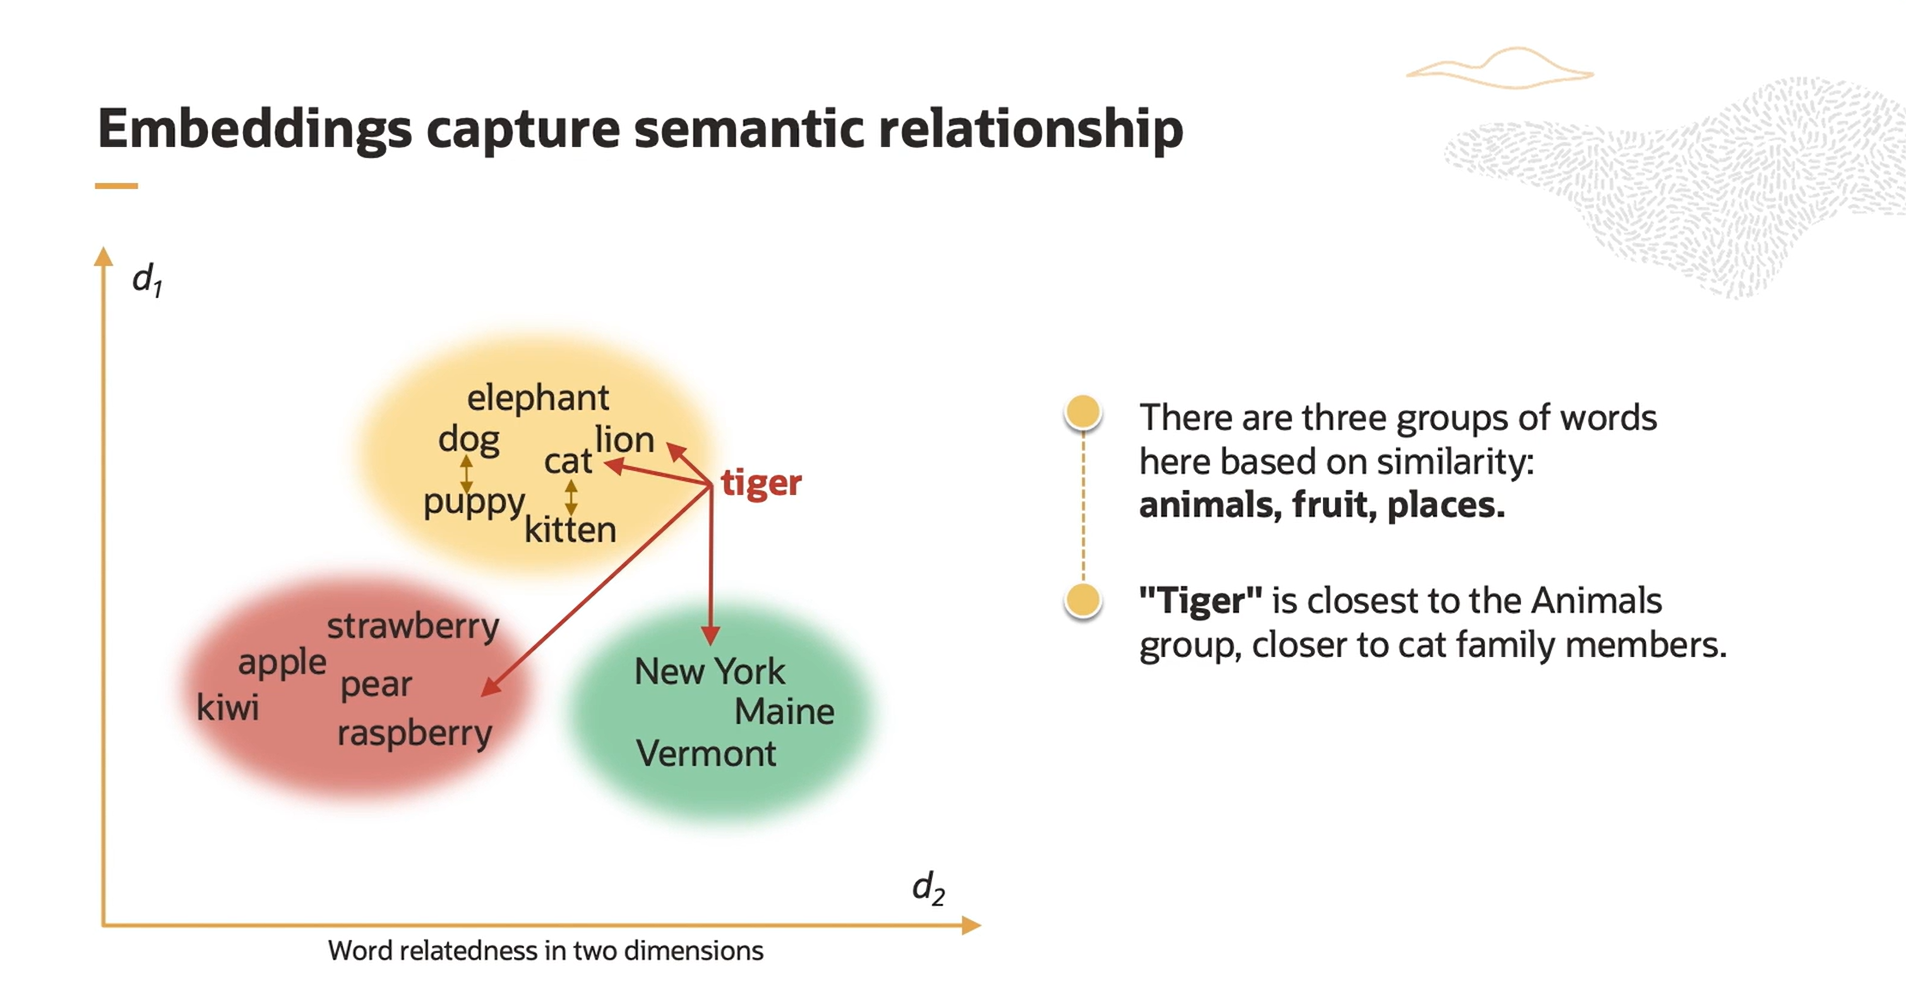 Embeddings capture semantic relationship
d1
elephant
dog
lion
cat
tiger
puppy
kitten
strawberry
apple
pear
kiwi
raspberry
New York
Maine
Vermont
d2
Word relatedness in two dimensions
There are three groups of words
here based on similarity:
animals, fruit, places.
"Tiger" is closest to the Animals
group, closer to cat family members.